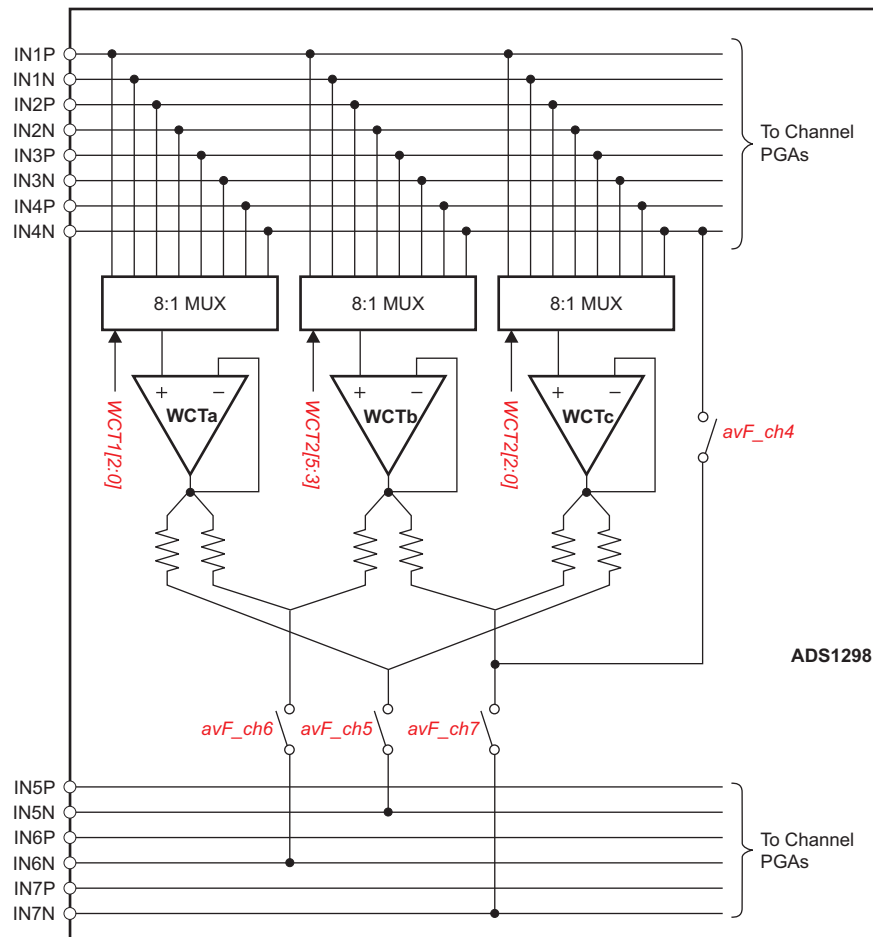 IN1P
IN1N
IN2P
IN2N
IN3P
IN3N
IN4P
IN4N
To Channel
PGAs
8:1 MUX
8:1 MUX
8:1 MUX
+ −
WCTa
+ −
WCTb
+ −
WCTc
WCT1[2:0]
WCT2[5:3]
WCT2[2:0]
avF_ch4
ADS1298
avF_ch6
avF_ch5
avF_ch7
IN5P
IN5N
IN6P
IN6N
IN7P
IN7N
To Channel
PGAs